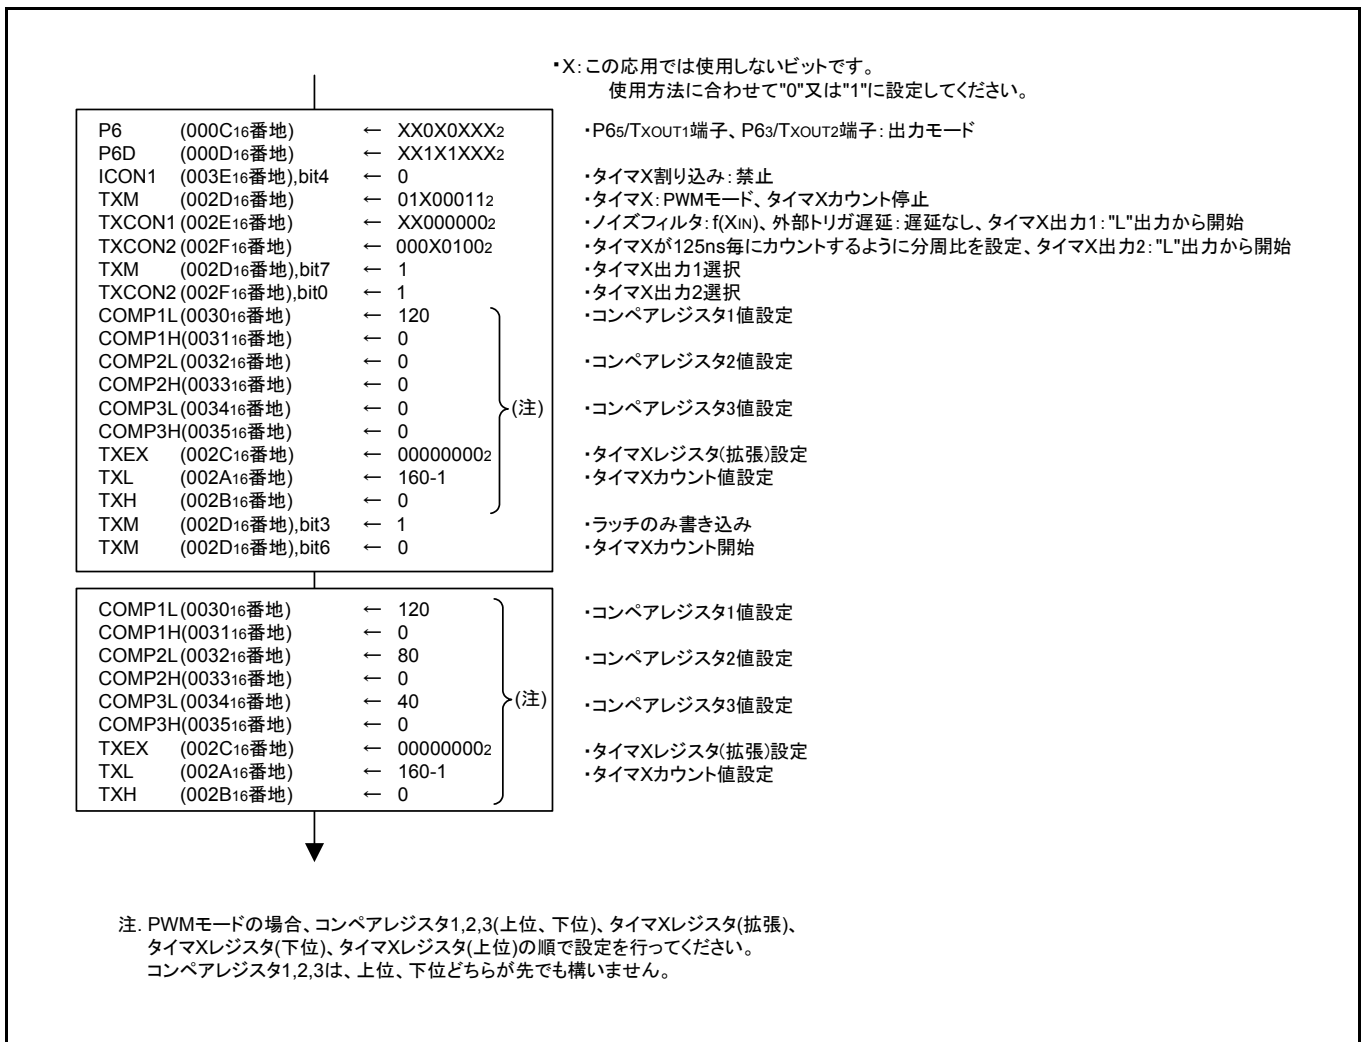 ・X：この応用では使用しないビットです。
使用方法に合わせて"0"又は"1"に設定してください。
P6 (000C16番地) ← XX0X0XXX2 ・P65/TXOUT1端子、P63/TXOUT2端子：出力モード
P6D (000D16番地) ← XX1X1XXX2
ICON1 (003E16番地),bit4 ← 0 ・タイマX割り込み：禁止
TXM (002D16番地) ← 01X000112 ・タイマX：PWMモード、タイマXカウント停止
TXCON1 (002E16番地) ← XX0000002 ・ノイズフィルタ：f(XIN)、外部トリガ遅延：遅延なし、タイマX出力1："L"出力から開始
TXCON2 (002F16番地) ← 000X01002 ・タイマXが125ns毎にカウントするように分周比を設定、タイマX出力2："L"出力から開始
TXM (002D16番地),bit7 ← 1 ・タイマX出力1選択
TXCON2 (002F16番地),bit0 ← 1 ・タイマX出力2選択
COMP1L (003016番地) ← 120 ・コンペアレジスタ1値設定
COMP1H(003116番地) ← 0
COMP2L (003216番地) ← 0 ・コンペアレジスタ2値設定
COMP2H(003316番地) ← 0
COMP3L (003416番地) ← 0 (注) ・コンペアレジスタ3値設定
COMP3H(003516番地) ← 0
TXEX (002C16番地) ← 000000002 ・タイマXレジスタ(拡張)設定
TXL (002A16番地) ← 160-1 ・タイマXカウント値設定
TXH (002B16番地) ← 0
TXM (002D16番地),bit3 ← 1 ・ラッチのみ書き込み
TXM (002D16番地),bit6 ← 0 ・タイマXカウント開始
COMP1L (003016番地) ← 120 ・コンペアレジスタ1値設定
COMP1H(003116番地) ← 0
COMP2L (003216番地) ← 80 ・コンペアレジスタ2値設定
COMP2H(003316番地) ← 0
COMP3L (003416番地) ← 40 (注) ・コンペアレジスタ3値設定
COMP3H(003516番地) ← 0
TXEX (002C16番地) ← 000000002 ・タイマXレジスタ(拡張)設定
TXL (002A16番地) ← 160-1 ・タイマXカウント値設定
TXH (002B16番地) ← 0
注. PWMモードの場合、コンペアレジスタ1,2,3(上位、下位)、タイマXレジスタ(拡張)、
タイマXレジスタ(下位)、タイマXレジスタ(上位)の順で設定を行ってください。
コンペアレジスタ1,2,3は、上位、下位どちらが先でも構いません。